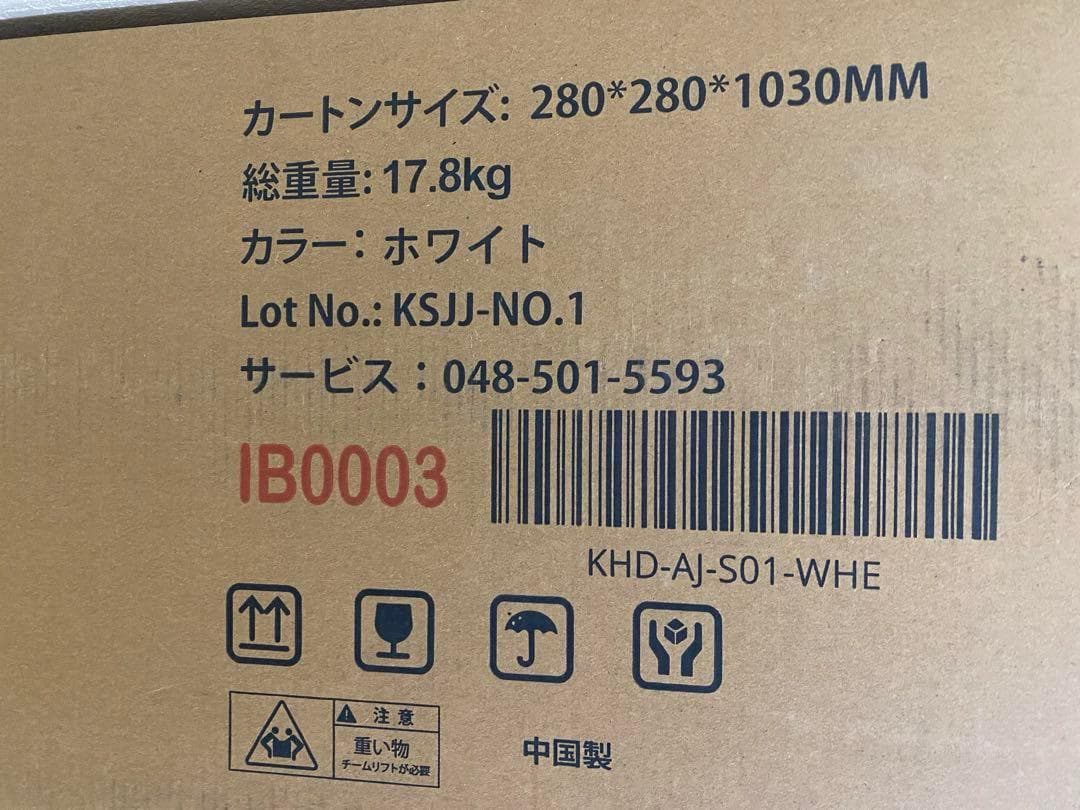 カートンサイズ: 280*280*1030MM
総重量: 17.8kg
カラー：ホワイト
Lot No.: KSJJ-NO.1
サービス：048-501-5593
IB0003
KHD-AJ-S01-WHE
注意
重い物
チームリフトが必要
中国製